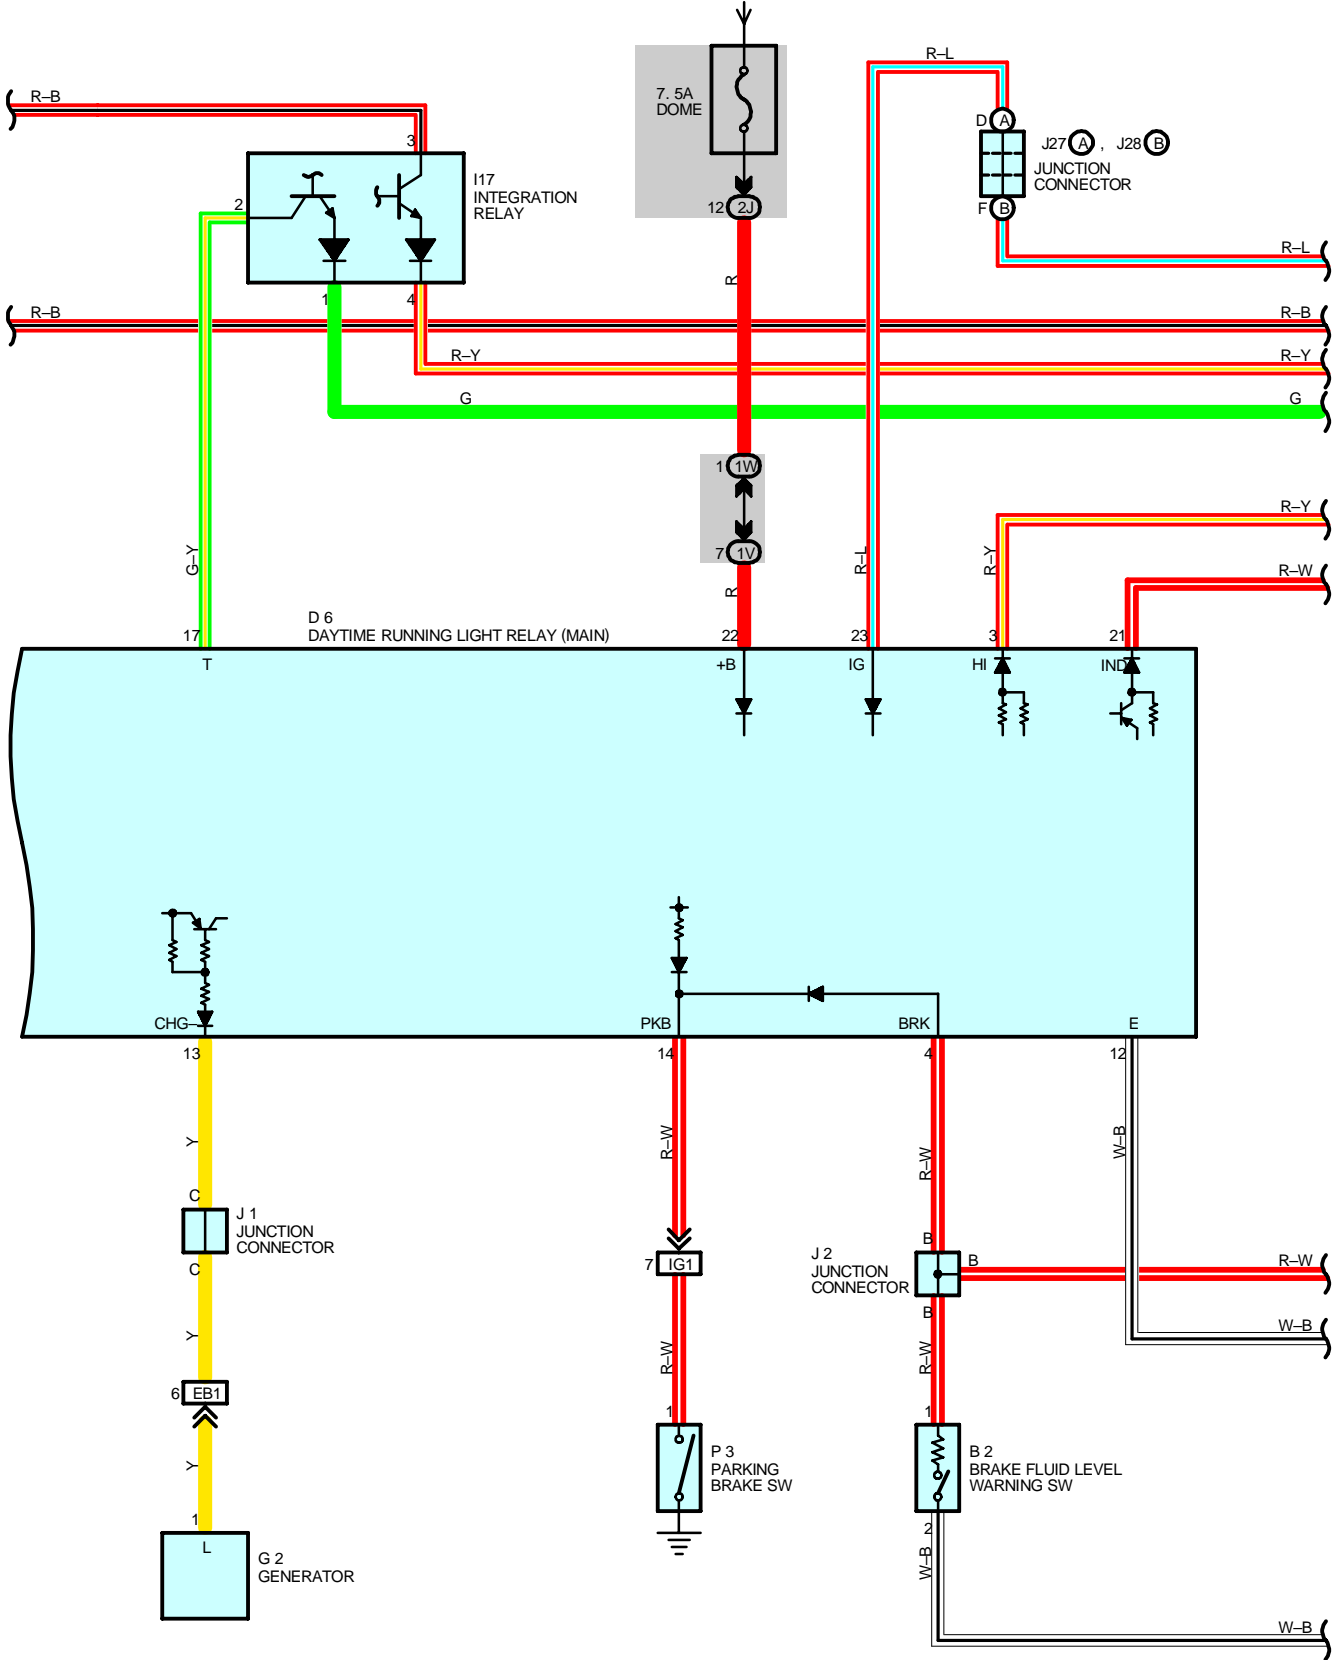 R–L
7. 5A
DOME
R–B
D A
J27 A , J28 B
JUNCTION
CONNECTOR
3
I17
INTEGRATION
RELAY
2
12 2J
F B
R–L
R
1
4
R–B
R–B
R–Y
R–Y
G
G
1 1W
R–Y
7 1V
G–Y
R–L
R–Y
R–W
R
D 6
DAYTIME RUNNING LIGHT RELAY (MAIN)
17
22
23
3
21
T
+B
IG
HI
IND
CHG–
PKB
BRK
E
13
14
4
12
Y
R–W
R–W
W–B
C
J 1
JUNCTION
CONNECTOR
C
B
J 2
JUNCTION
CONNECTOR
B
R–W
7 IG1
B
W–B
Y
R–W
R–W
6 EB1
1
1
P 3
PARKING
BRAKE SW
B 2
BRAKE FLUID LEVEL
WARNING SW
Y
1
L
G 2
GENERATOR
2
W–B
W–B